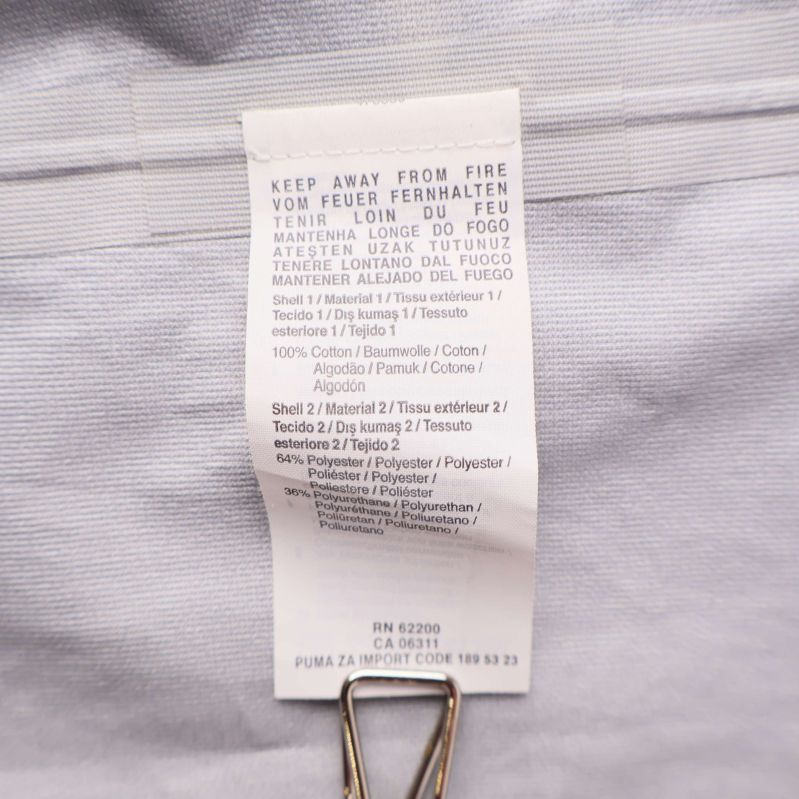 KEEP AWAY FROM FIRE
VOM FEUER FERNHALTEN
TENIR LOIN DU FEU
MANTENHA LONGE DO FOGO
ATEŞTEN UZAK TUTUNUZ
TENERE LONTANO DAL FUOCO
MANTENER ALEJADO DEL FUEGO
Shell 1 / Material 1 / Tissu extérieur 1 /
Tecido 1 / Dış kumaş 1 / Tessuto
esteriore 1 / Tejido 1
100% Cotton / Baumwolle / Coton /
Algodão / Pamuk / Cotone /
Algodón
Shell 2 / Material 2 / Tissu extérieur 2 /
Tecido 2 / Dış kumaş 2 / Tessuto
esteriore 2 / Tejido 2
64% Polyester / Polyester / Polyester /
Poliéster / Polyester /
Poliestere / Poliéster
36% Polyurethane / Polyurethan /
Polyuréthane / Poliuretano /
Poliüretan / Poliuretano /
Poliuretano
RN 62200
CA 06311
PUMA ZA IMPORT CODE 189 53 23